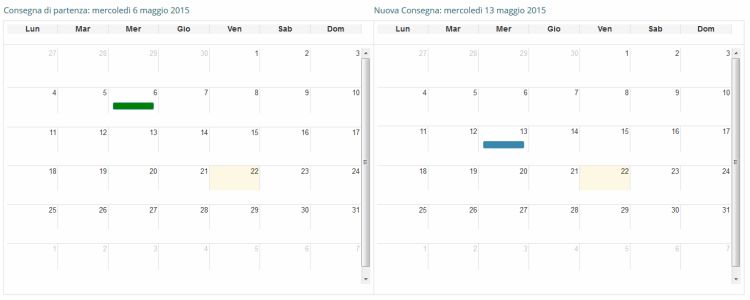 Consegna di partenza: mercoledì 6 maggio 2015
Lun Mar Mer Gio Ven Sab Dom
27 28 29 30 1 2 3
4 5 6 7 8 9 10
11 12 13 14 15 16 17
18 19 20 21 22 23 24
25 26 27 28 29 30 31
1 2 3 4 5 6 7
Nuova Consegna: mercoledì 13 maggio 2015
Lun Mar Mer Gio Ven Sab Dom
27 28 29 30 1 2 3
4 5 6 7 8 9 10
11 12 13 14 15 16 17
18 19 20 21 22 23 24
25 26 27 28 29 30 31
1 2 3 4 5 6 7